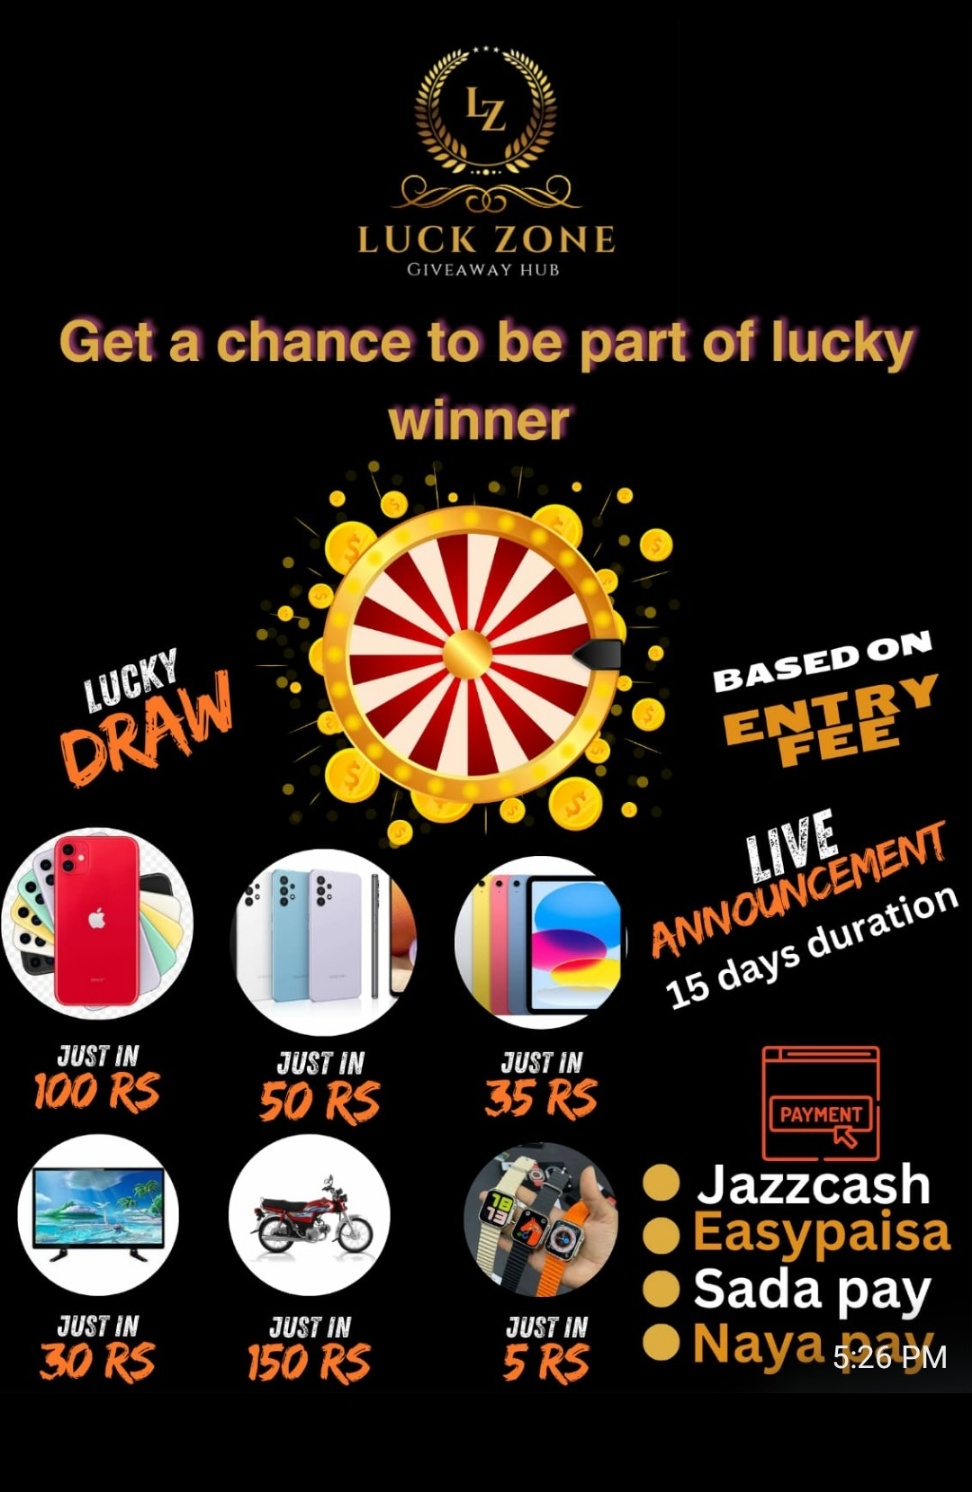 LZ
LUCK ZONE
GIVEAWAY HUB
Get a chance to be part of lucky
winner
LUCKY
DRAW
BASED ON
ENTRY
FEE
LIVE
ANNOUNCEMENT
15 days duration
JUST IN
100 RS
JUST IN
50 RS
JUST IN
35 RS
JUST IN
30 RS
JUST IN
150 RS
JUST IN
5 RS
PAYMENT
Jazzcash
Easypaisa
Sada pay
Naya pay
5:26 PM